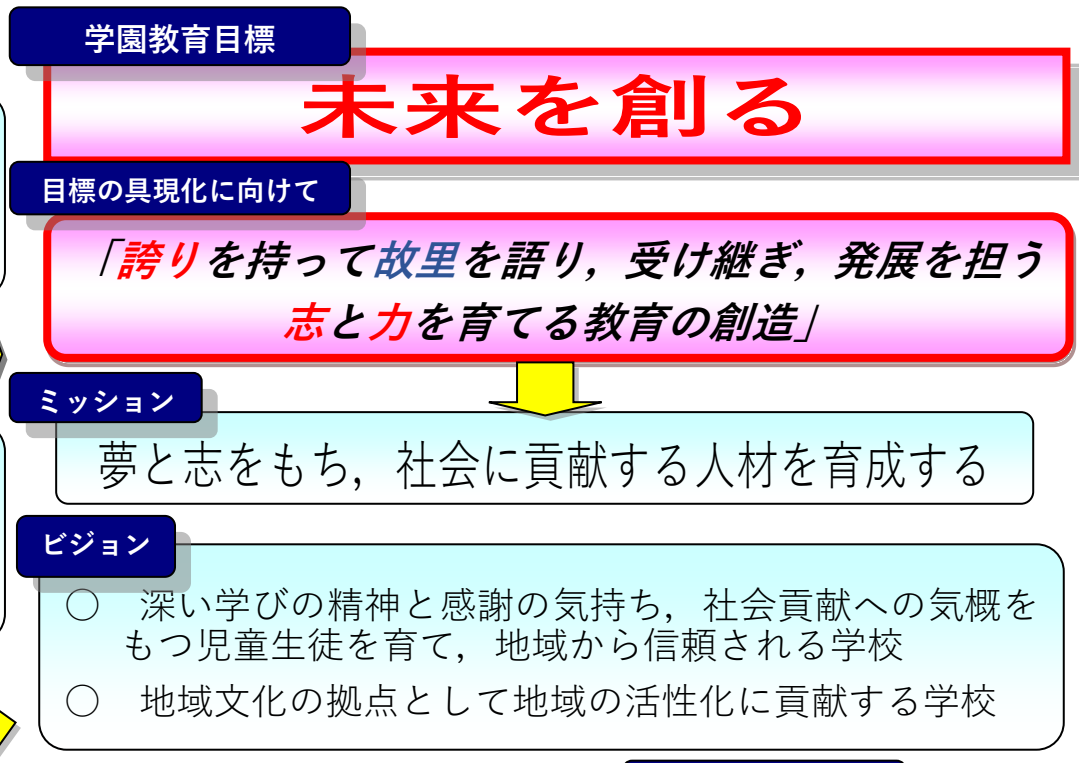 学園教育目標
未来を創る
目標の具現化に向けて
「誇りを持って故里を語り，受け継ぎ，発展を担う
志と力を育てる教育の創造」
ミッション
夢と志をもち，社会に貢献する人材を育成する
ビジョン
○　深い学びの精神と感謝の気持ち，社会貢献への気概を
もつ児童生徒を育て，地域から信頼される学校
○　地域文化の拠点として地域の活性化に貢献する学校